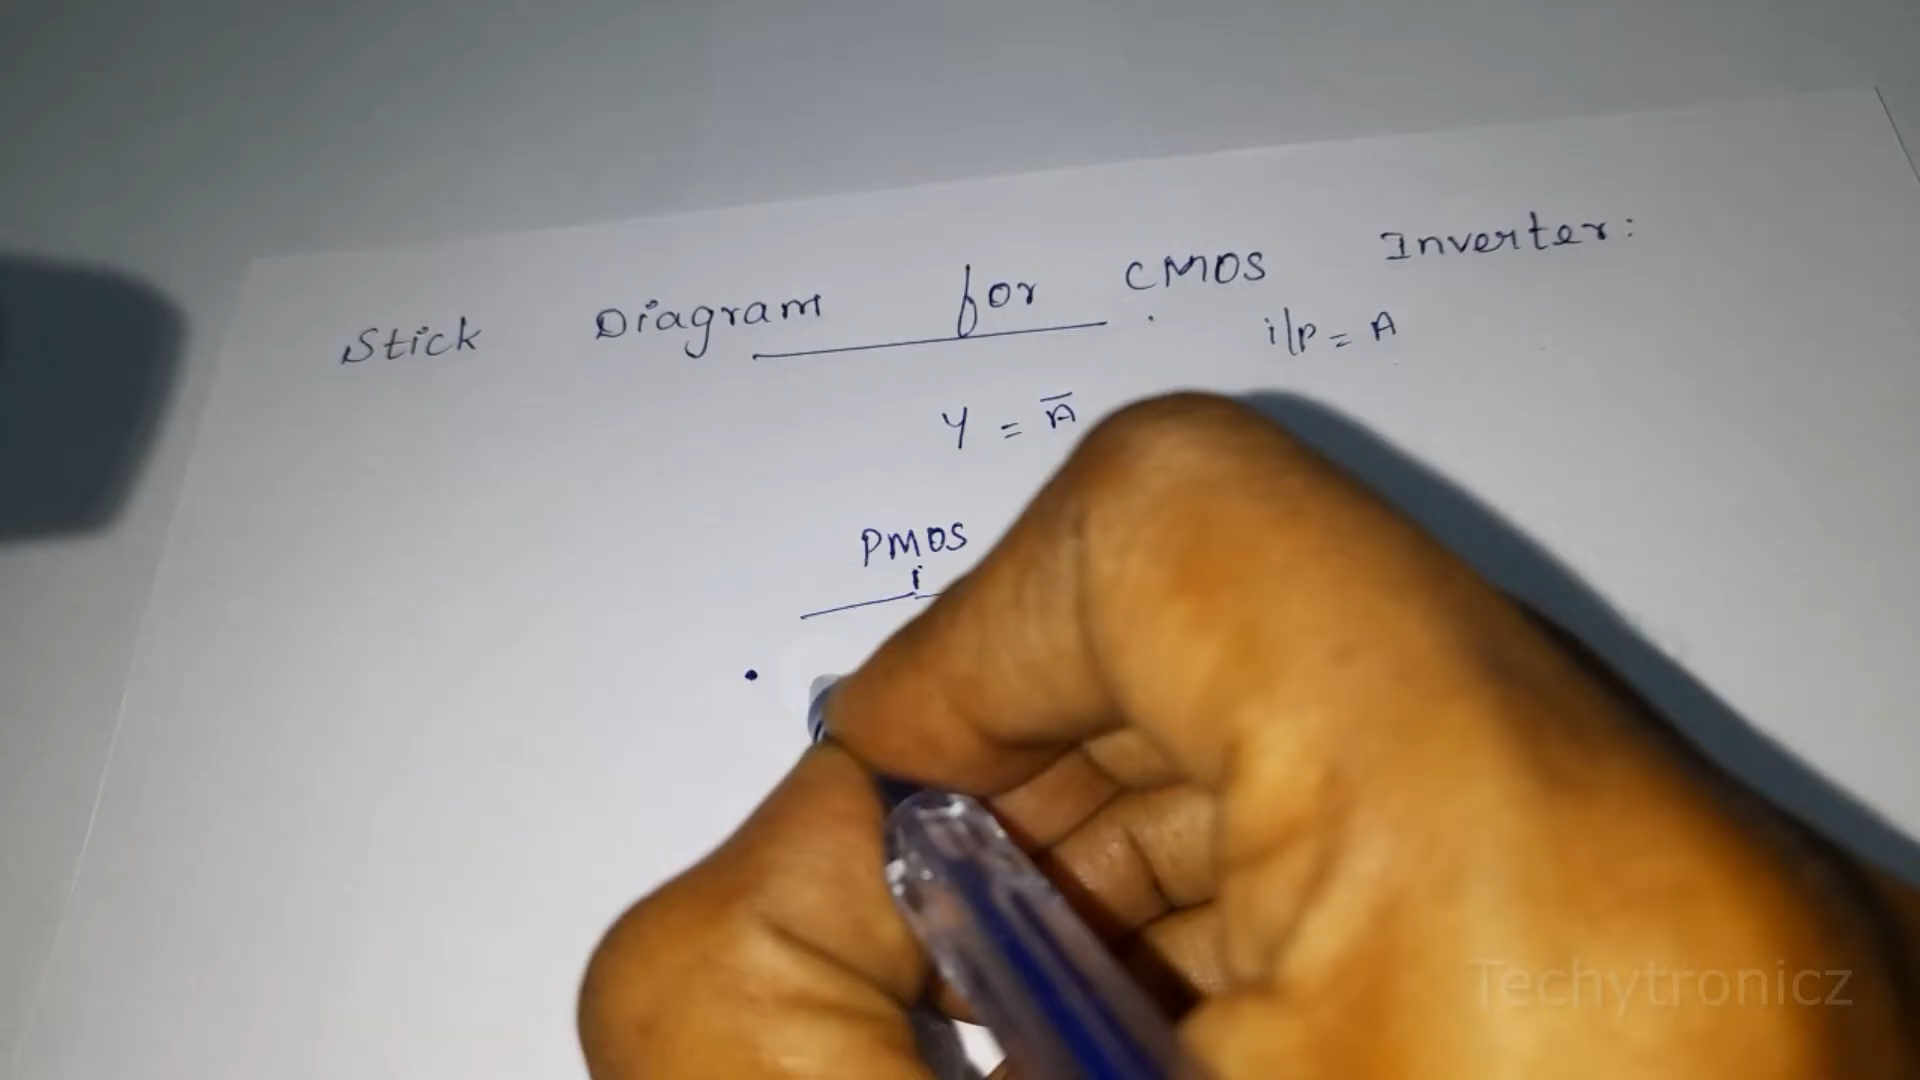 Stick Diagram for CMOS Inverter:
i/p = A
Y = A̅
PMOS
Techytronicz